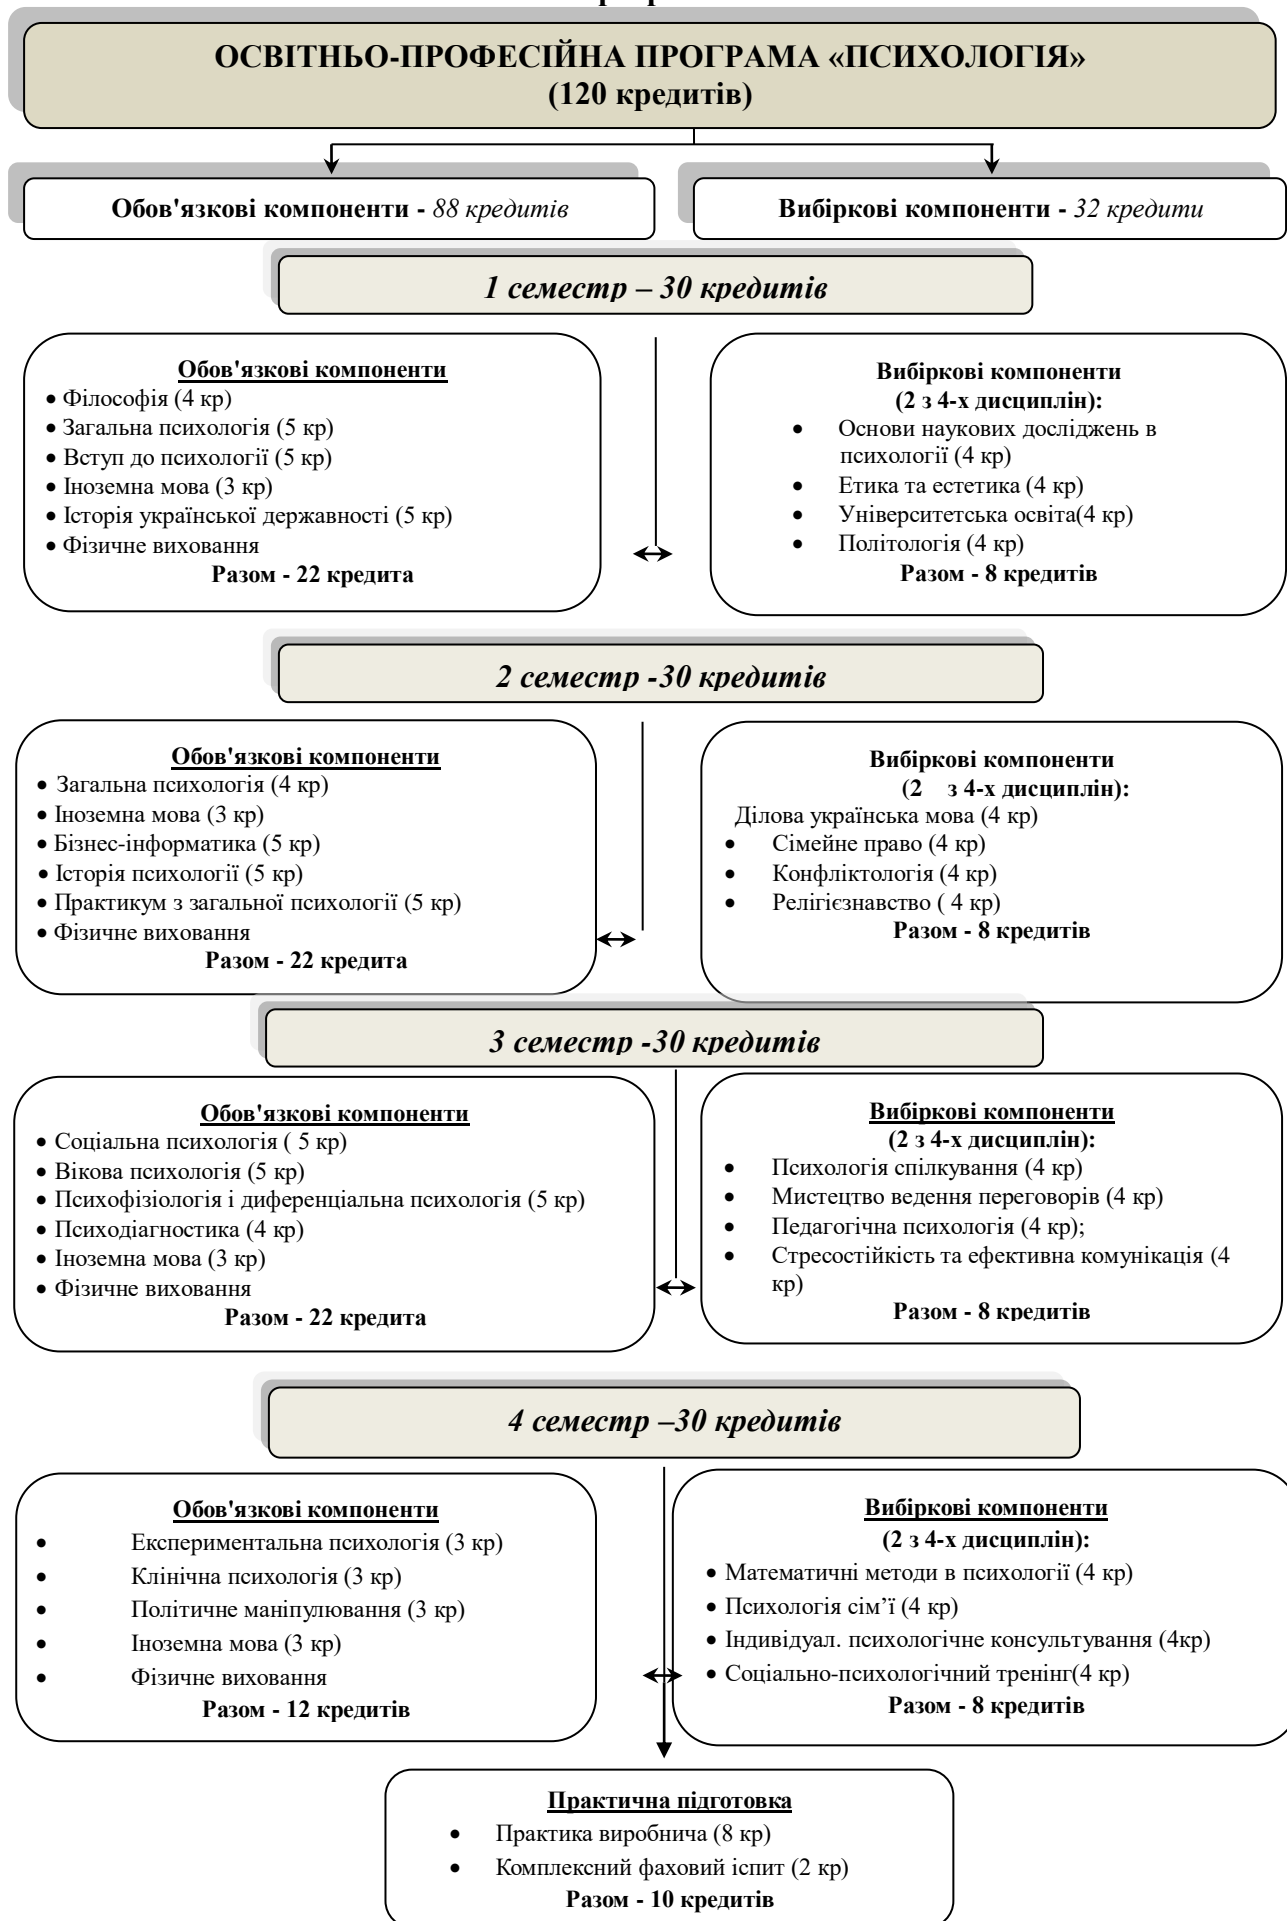 ОСВІТНЬО-ПРОФЕСІЙНА ПРОГРАМА «ПСИХОЛОГІЯ»
(120 кредитів)
Обов'язкові компоненти - 88 кредитів
Вибіркові компоненти - 32 кредити
1 семестр – 30 кредитів
Обов'язкові компоненти
• Філософія (4 кр)
• Загальна психологія (5 кр)
• Вступ до психології (5 кр)
• Іноземна мова (3 кр)
• Історія української державності (5 кр)
• Фізичне виховання
Разом - 22 кредита
Вибіркові компоненти
(2 з 4-х дисциплін):
• Основи наукових досліджень в
психології (4 кр)
• Етика та естетика (4 кр)
• Університетська освіта(4 кр)
• Політологія (4 кр)
Разом - 8 кредитів
2 семестр -30 кредитів
Обов'язкові компоненти
• Загальна психологія (4 кр)
• Іноземна мова (3 кр)
• Бізнес-інформатика (5 кр)
• Історія психології (5 кр)
• Практикум з загальної психології (5 кр)
• Фізичне виховання
Разом - 22 кредита
Вибіркові компоненти
(2 з 4-х дисциплін):
Ділова українська мова (4 кр)
• Сімейне право (4 кр)
• Конфліктологія (4 кр)
• Релігієзнавство ( 4 кр)
Разом - 8 кредитів
3 семестр -30 кредитів
Обов'язкові компоненти
• Соціальна психологія ( 5 кр)
• Вікова психологія (5 кр)
• Психофізіологія і диференціальна психологія (5 кр)
• Психодіагностика (4 кр)
• Іноземна мова (3 кр)
• Фізичне виховання
Разом - 22 кредита
Вибіркові компоненти
(2 з 4-х дисциплін):
• Психологія спілкування (4 кр)
• Мистецтво ведення переговорів (4 кр)
• Педагогічна психологія (4 кр);
• Стресостійкість та ефективна комунікація (4
кр)
Разом - 8 кредитів
4 семестр –30 кредитів
Обов'язкові компоненти
• Експериментальна психологія (3 кр)
• Клінічна психологія (3 кр)
• Політичне маніпулювання (3 кр)
• Іноземна мова (3 кр)
• Фізичне виховання
Разом - 12 кредитів
Вибіркові компоненти
(2 з 4-х дисциплін):
• Математичні методи в психології (4 кр)
• Психологія сім’ї (4 кр)
• Індивідуал. психологічне консультування (4кр)
• Соціально-психологічний тренінг(4 кр)
Разом - 8 кредитів
Практична підготовка
• Практика виробнича (8 кр)
• Комплексний фаховий іспит (2 кр)
Разом - 10 кредитів